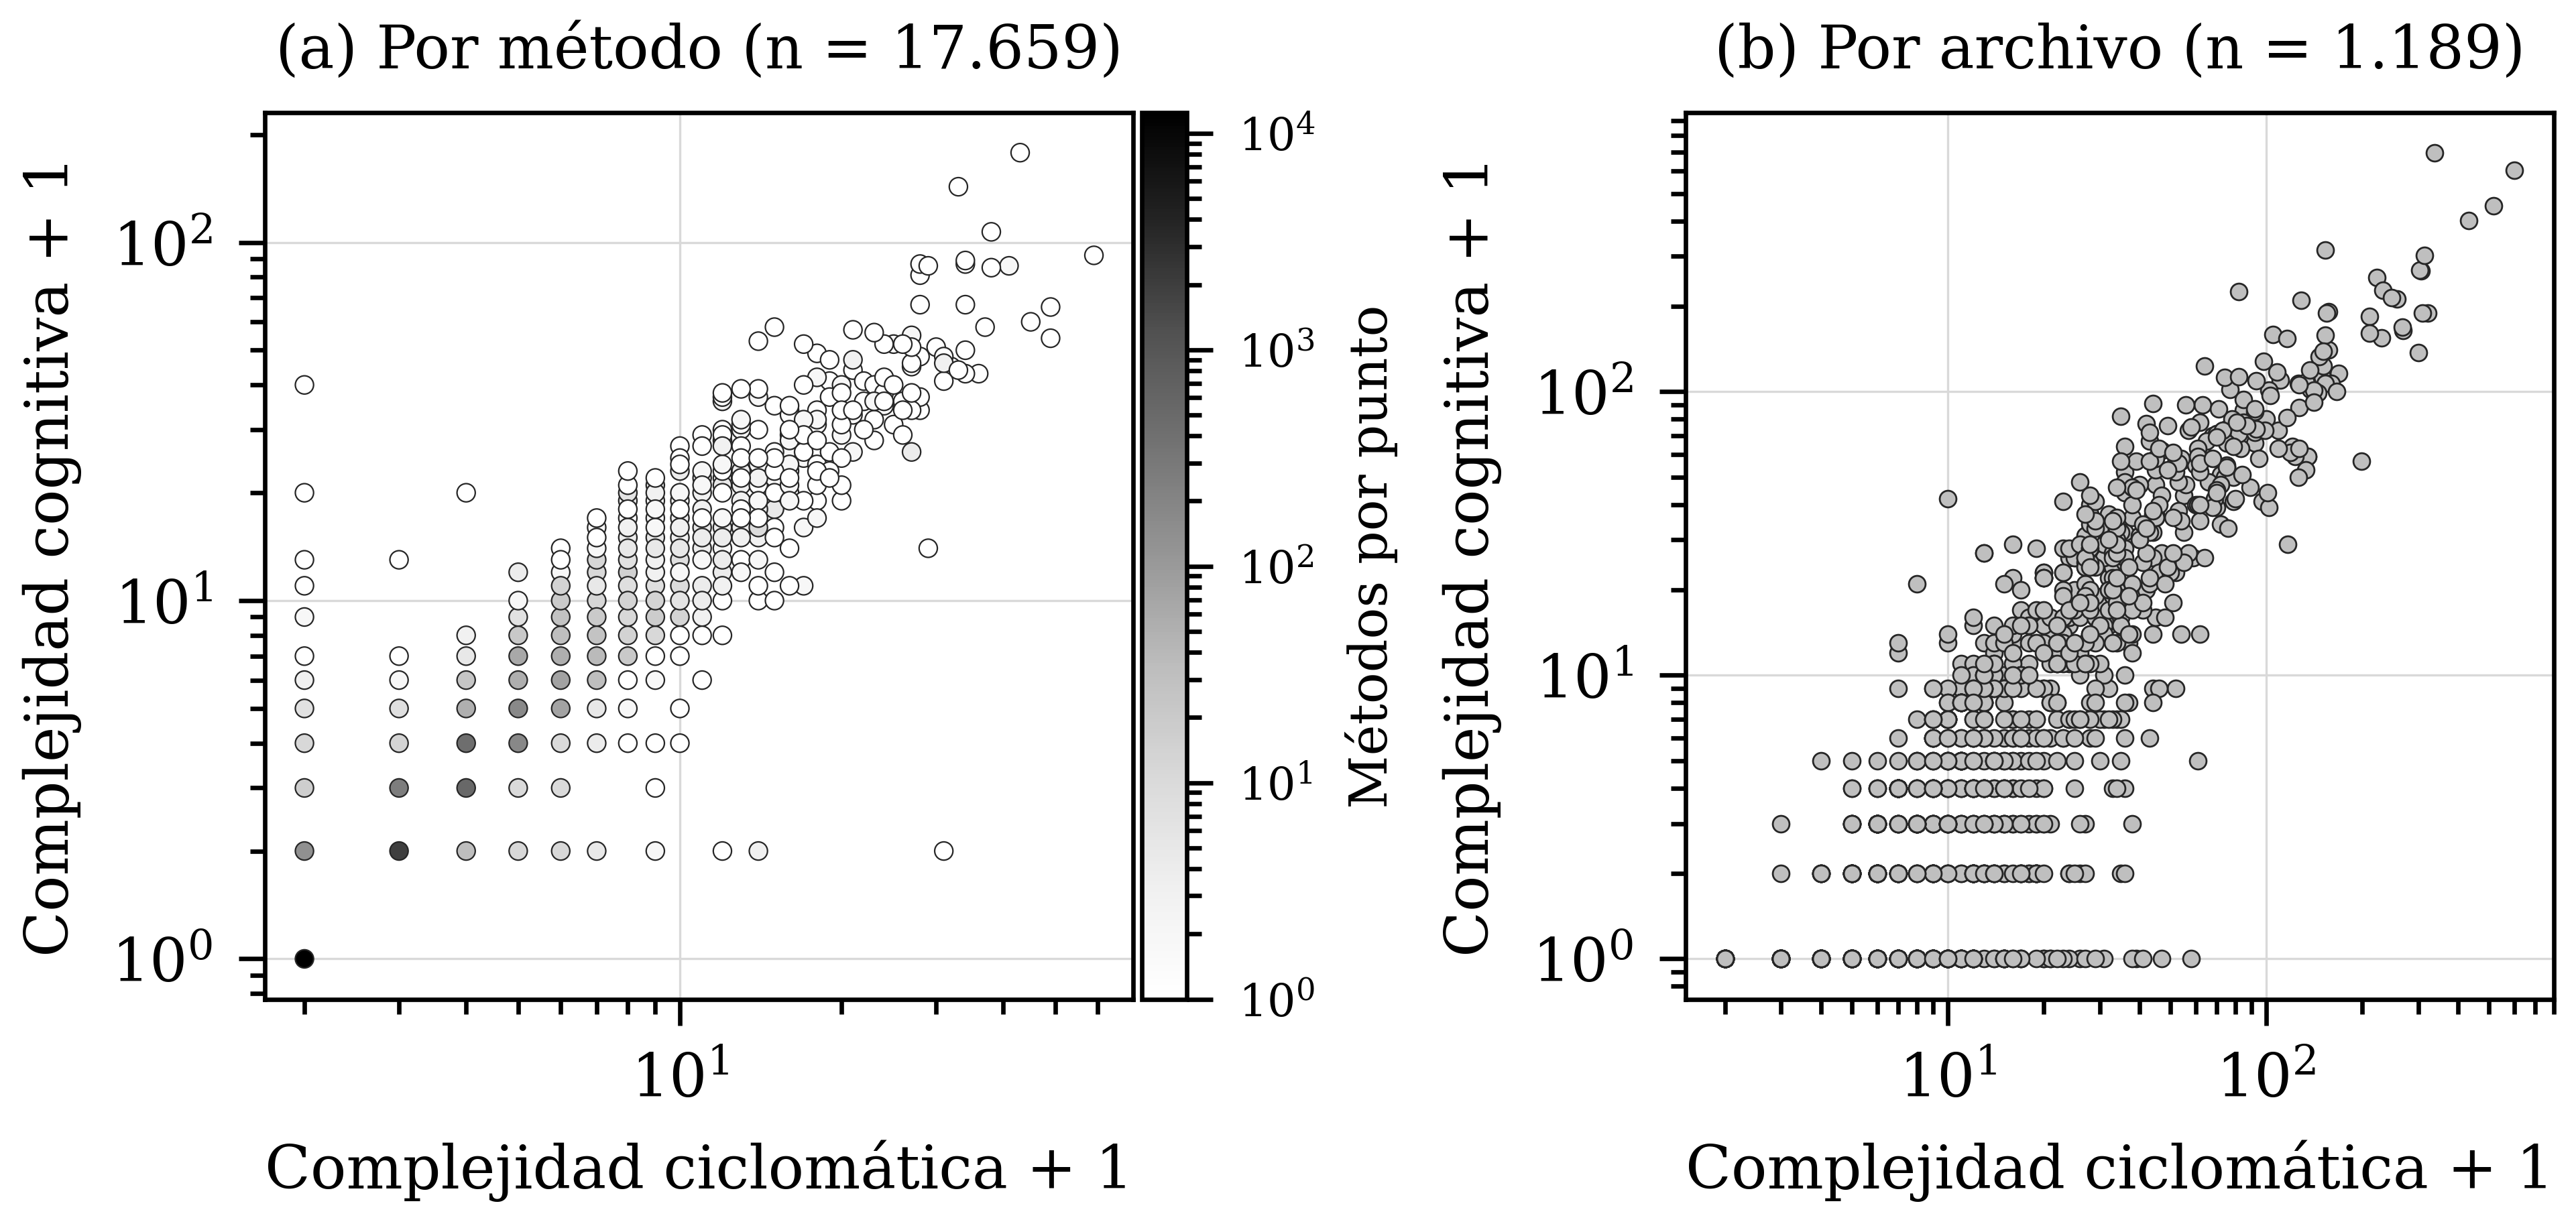 (a) Por método (n = 17.659)
Complejidad cognitiva + 1
10²
10¹
10⁰
10¹
Complejidad ciclomática + 1
10⁴
10³
10²
10¹
10⁰
Métodos por punto
(b) Por archivo (n = 1.189)
Complejidad cognitiva + 1
10²
10¹
10⁰
10¹
10²
Complejidad ciclomática + 1